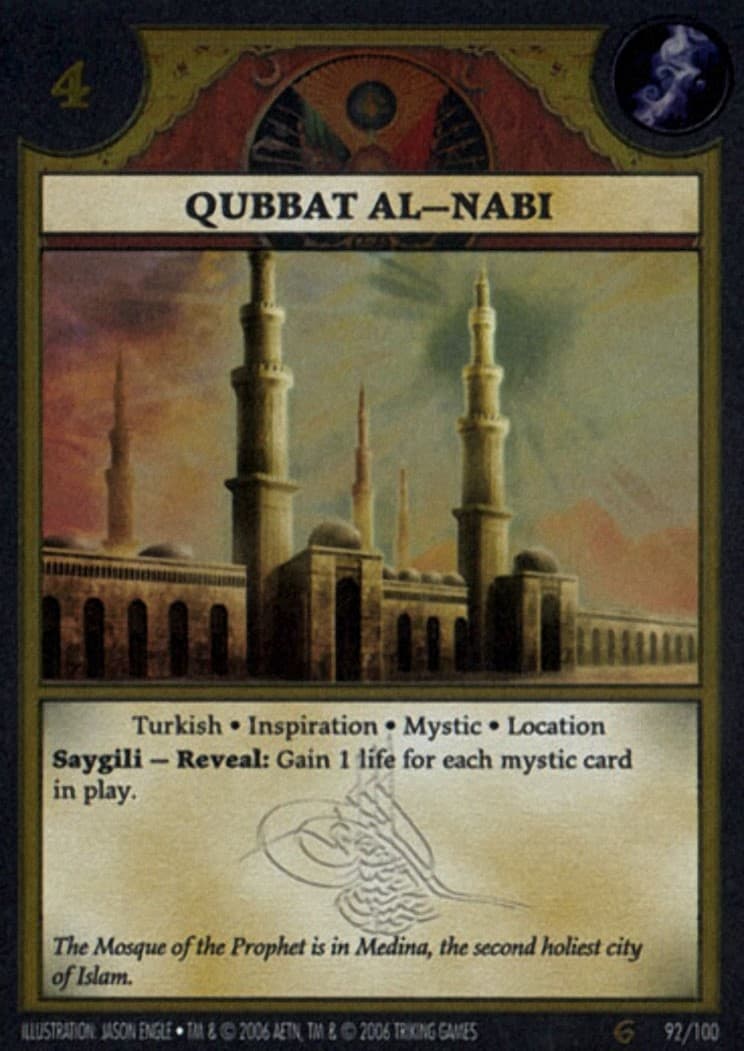 4
QUBBAT AL—NABI
Turkish • Inspiration • Mystic • Location
Saygili — Reveal: Gain 1 life for each mystic card
in play.
The Mosque of the Prophet is in Medina, the second holiest city
of Islam.
ILLUSTRATION: JASON ENGLE • TM & © 2006 AETN, TM & © 2006 TRIKING GAMES
G 92/100